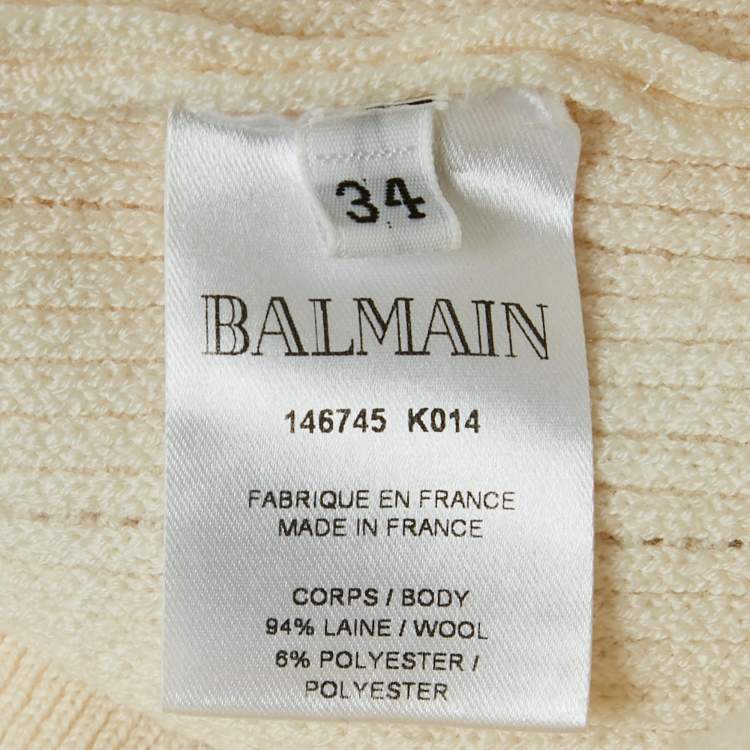 34
BALMAIN
146745 K014
FABRIQUE EN FRANCE
MADE IN FRANCE
CORPS / BODY
94% LAINE / WOOL
6% POLYESTER /
POLYESTER